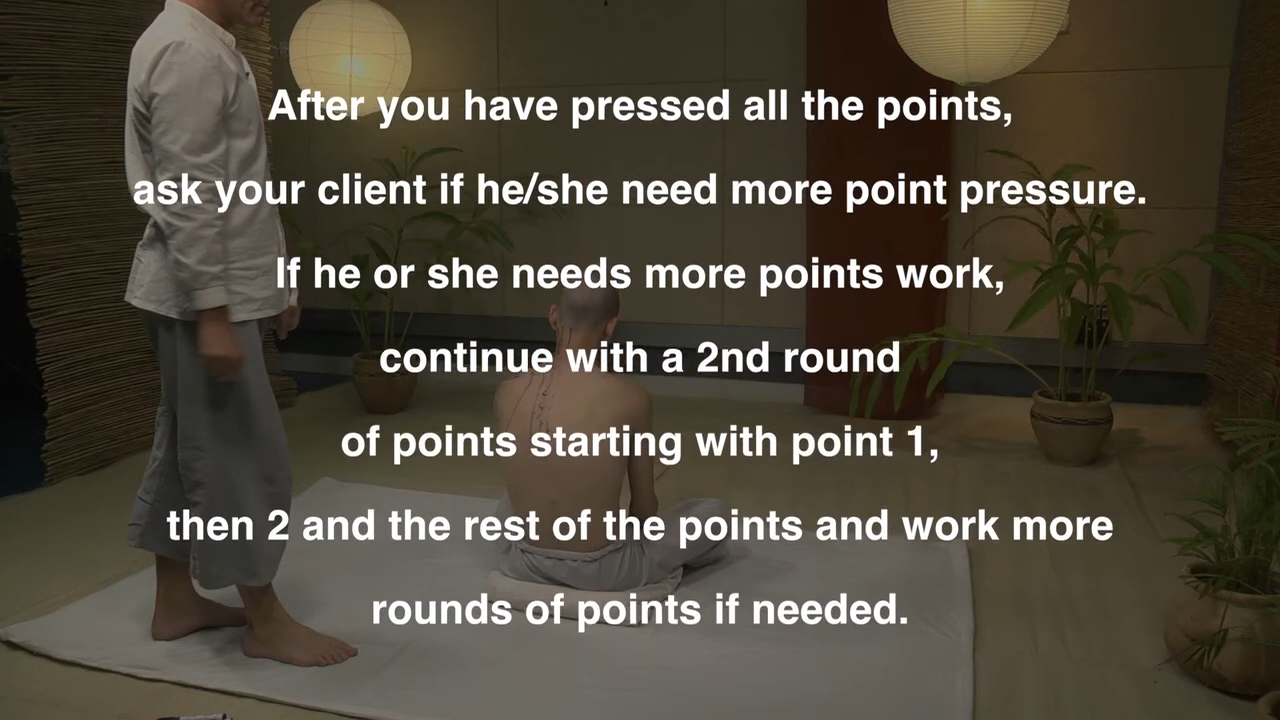 After you have pressed all the points,
ask your client if he/she need more point pressure.
If he or she needs more points work,
continue with a 2nd round
of points starting with point 1,
then 2 and the rest of the points and work more
rounds of points if needed.